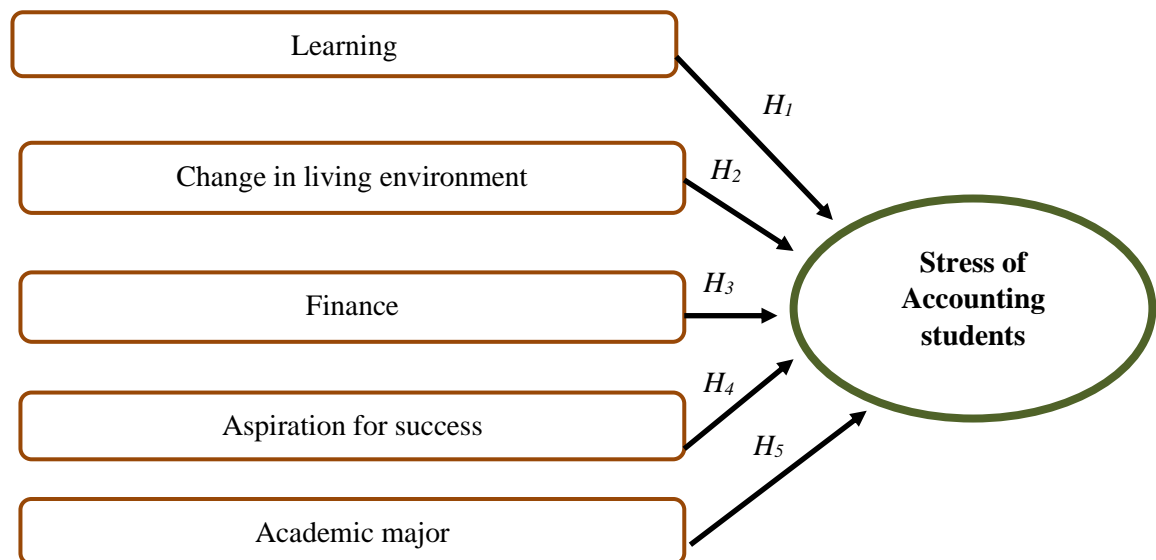 Learning
H1
Change in living environment
H2
Finance
H3
Aspiration for success
H4
Academic major
H5
Stress of
Accounting
students